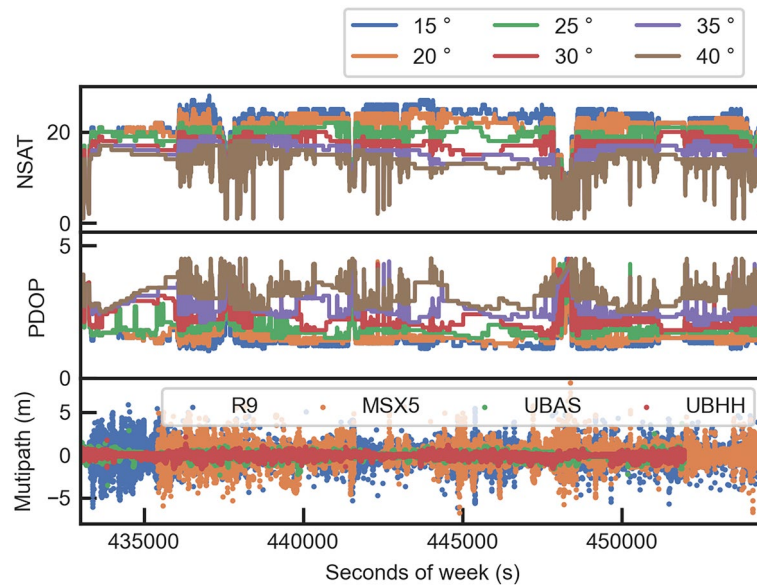 15 ° 25 ° 35 °
20 ° 30 ° 40 °
NSAT
20
0
PDOP
5
0
Mutipath (m)
R9 MSX5 UBAS UBHH
5
0
−5
435000 440000 445000 450000
Seconds of week (s)